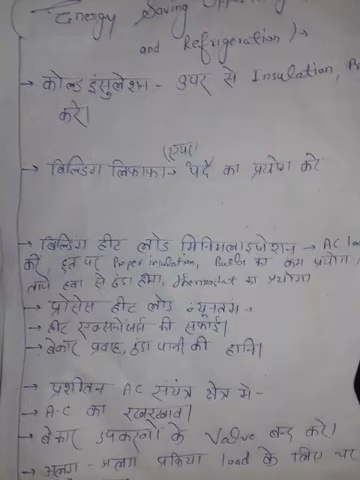 Energy Saving
and Refrigeration) →
→ कोल्ड इंसुलेशन - ऊपर से Insulation,
करे।
(एयर)
→ बिल्डिंग लिफाफा → पर्दे का प्रयोग करे
→ बिल्डिंग हीट लोड मिनिमलाइजेशन → AC
करें, छत पर Proper insulation, Bulb का कम प्रयोग,
हवा से ठंडा होना, thermostat का प्रयोग
→ प्रोसेस हीट लोड न्यूनतम →
→ हीट एक्सचेंजर्स की सफाई।
→ बेकार प्रवाह, ठंडा पानी की हानि।
→ प्रशीतन AC संयंत्र क्षेत्र मे -
→ A-C का रखरखाव।
→ बेकार उपकरणों के Valve बन्द करे।
→ अलग - अलग प्रक्रिया load के लिए